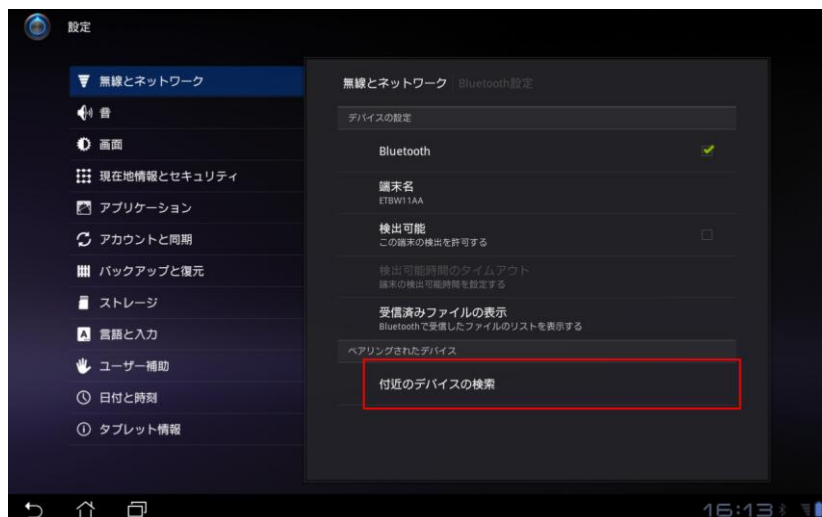 設定
無線とネットワーク
音
画面
現在地情報とセキュリティ
アプリケーション
アカウントと同期
バックアップと復元
ストレージ
言語と入力
ユーザー補助
日付と時刻
タブレット情報
無線とネットワーク Bluetooth設定
デバイスの設定
Bluetooth
端末名
ETBW11AA
検出可能
この端末の検出を許可する
検出可能時間のタイムアウト
端末の検出可能時間を設定する
受信済みファイルの表示
Bluetoothで受信したファイルのリストを表示する
ペアリングされたデバイス
付近のデバイスの検索
16:13